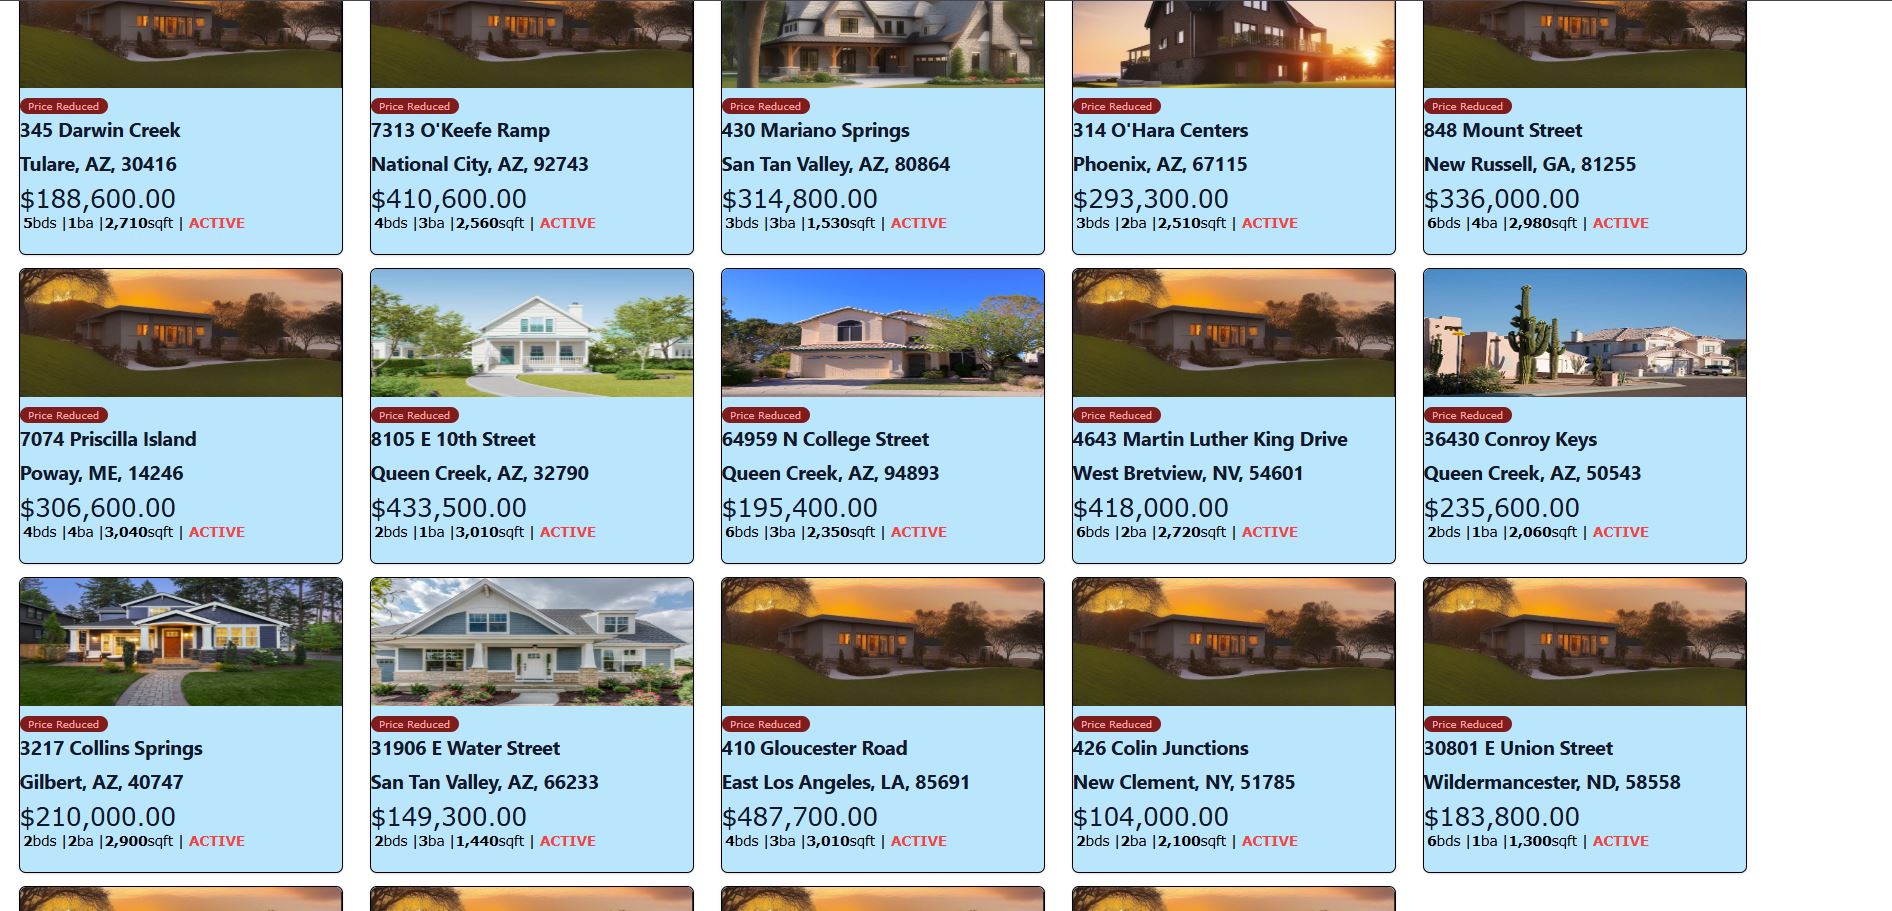 Price Reduced
345 Darwin Creek
Tulare, AZ, 30416
$188,600.00
5bds |1ba |2,710sqft | ACTIVE
Price Reduced
7313 O'Keefe Ramp
National City, AZ, 92743
$410,600.00
4bds |3ba |2,560sqft | ACTIVE
Price Reduced
430 Mariano Springs
San Tan Valley, AZ, 80864
$314,800.00
3bds |3ba |1,530sqft | ACTIVE
Price Reduced
314 O'Hara Centers
Phoenix, AZ, 67115
$293,300.00
3bds |2ba |2,510sqft | ACTIVE
Price Reduced
848 Mount Street
New Russell, GA, 81255
$336,000.00
6bds |4ba |2,980sqft | ACTIVE
Price Reduced
7074 Priscilla Island
Poway, ME, 14246
$306,600.00
4bds |4ba |3,040sqft | ACTIVE
Price Reduced
8105 E 10th Street
Queen Creek, AZ, 32790
$433,500.00
2bds |1ba |3,010sqft | ACTIVE
Price Reduced
64959 N College Street
Queen Creek, AZ, 94893
$195,400.00
6bds |3ba |2,350sqft | ACTIVE
Price Reduced
4643 Martin Luther King Drive
West Bretview, NV, 54601
$418,000.00
6bds |2ba |2,720sqft | ACTIVE
Price Reduced
36430 Conroy Keys
Queen Creek, AZ, 50543
$235,600.00
2bds |1ba |2,060sqft | ACTIVE
Price Reduced
3217 Collins Springs
Gilbert, AZ, 40747
$210,000.00
2bds |2ba |2,900sqft | ACTIVE
Price Reduced
31906 E Water Street
San Tan Valley, AZ, 66233
$149,300.00
2bds |3ba |1,440sqft | ACTIVE
Price Reduced
410 Gloucester Road
East Los Angeles, LA, 85691
$487,700.00
4bds |3ba |3,010sqft | ACTIVE
Price Reduced
426 Colin Junctions
New Clement, NY, 51785
$104,000.00
2bds |2ba |2,100sqft | ACTIVE
Price Reduced
30801 E Union Street
Wildermancester, ND, 58558
$183,800.00
6bds |1ba |1,300sqft | ACTIVE